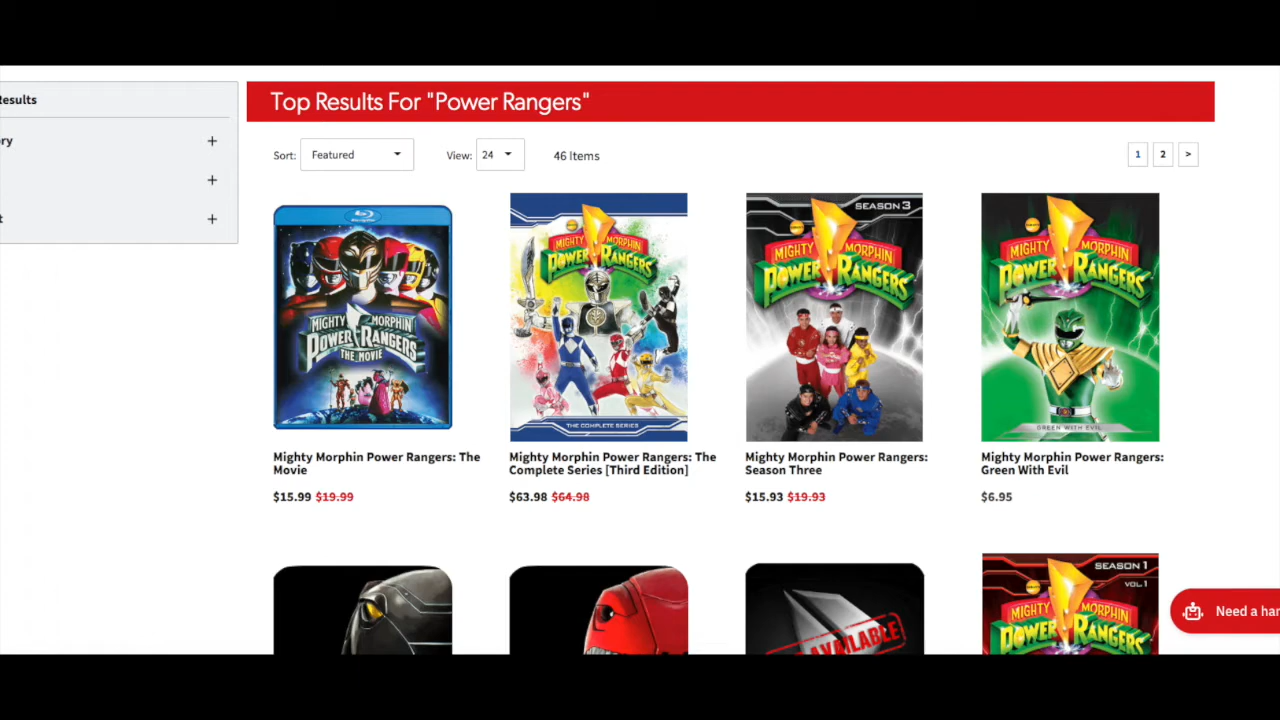 Results
ry
t
Top Results For "Power Rangers"
Sort: Featured View: 24 46 Items
1 2 >
MIGHTY MORPHIN
POWER RANGERS
THE MOVIE
MIGHTY MORPHIN
POWER RANGERS
THE COMPLETE SERIES
SEASON 3
MIGHTY MORPHIN
POWER RANGERS
MIGHTY MORPHIN
POWER RANGERS
GREEN WITH EVIL
Mighty Morphin Power Rangers: The
Movie
$15.99 $19.99
Mighty Morphin Power Rangers: The
Complete Series [Third Edition]
$63.98 $64.98
Mighty Morphin Power Rangers:
Season Three
$15.93 $19.93
Mighty Morphin Power Rangers:
Green With Evil
$6.95
AVAILABLE
SEASON 1
VOL.1
MIGHTY MORPHIN
POWER RANGERS
Need a han